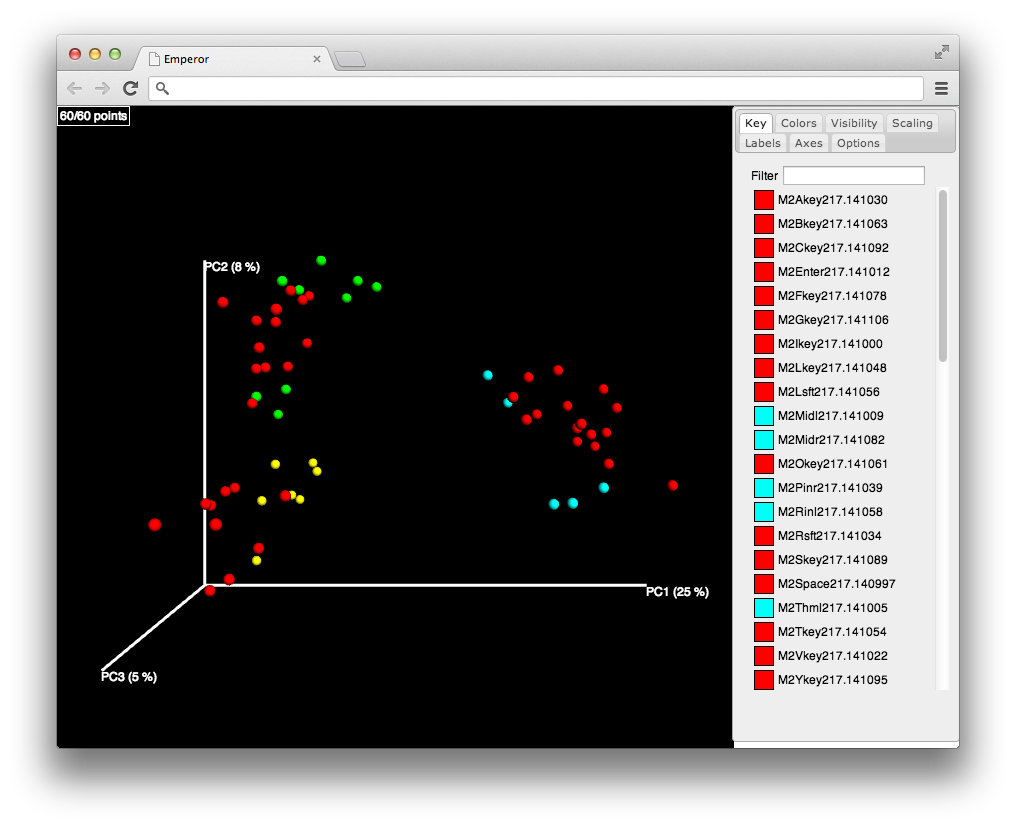 Emperor
60/60 points
Key Colors Visibility Scaling
Labels Axes Options
Filter
M2Akey217.141030
M2Bkey217.141063
M2Ckey217.141092
M2Enter217.141012
M2Fkey217.141078
M2Gkey217.141106
M2Ikey217.141000
M2Lkey217.141048
M2Lsft217.141056
M2Midl217.141009
M2Midr217.141082
M2Okey217.141061
M2Pinr217.141039
M2Rinl217.141058
M2Rsft217.141034
M2Skey217.141089
M2Space217.140997
M2Thml217.141005
M2Tkey217.141054
M2Vkey217.141022
M2Ykey217.141095
PC2 (8 %)
PC1 (25 %)
PC3 (5 %)